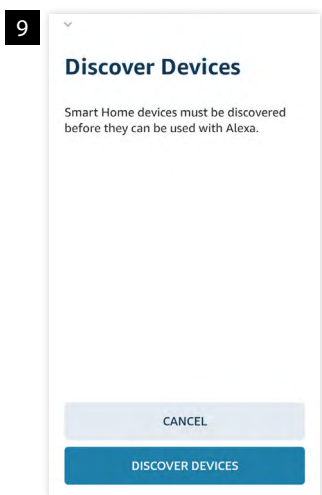 9
Discover Devices
Smart Home devices must be discovered
before they can be used with Alexa.
CANCEL
DISCOVER DEVICES